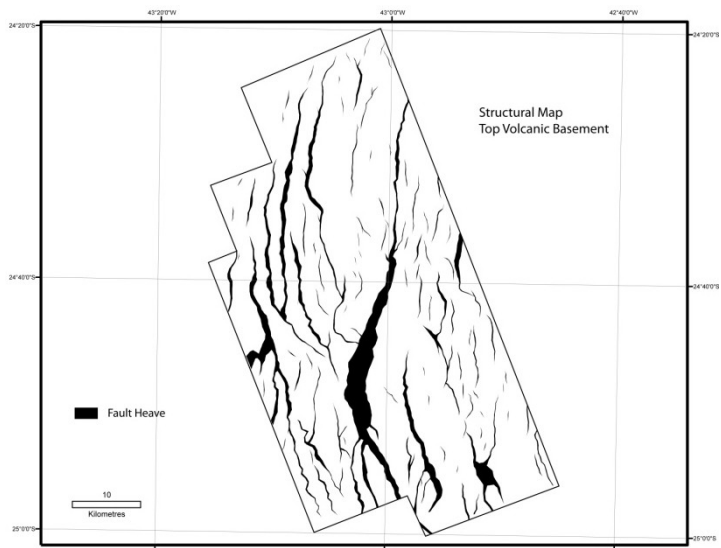 43°20'0"W
43°0'0"W
42°40'0"W
24°20'0"S
24°20'0"S
Structural Map
Top Volcanic Basement
24°40'0"S
24°40'0"S
Fault Heave
10
Kilometres
25°0'0"S
25°0'0"S